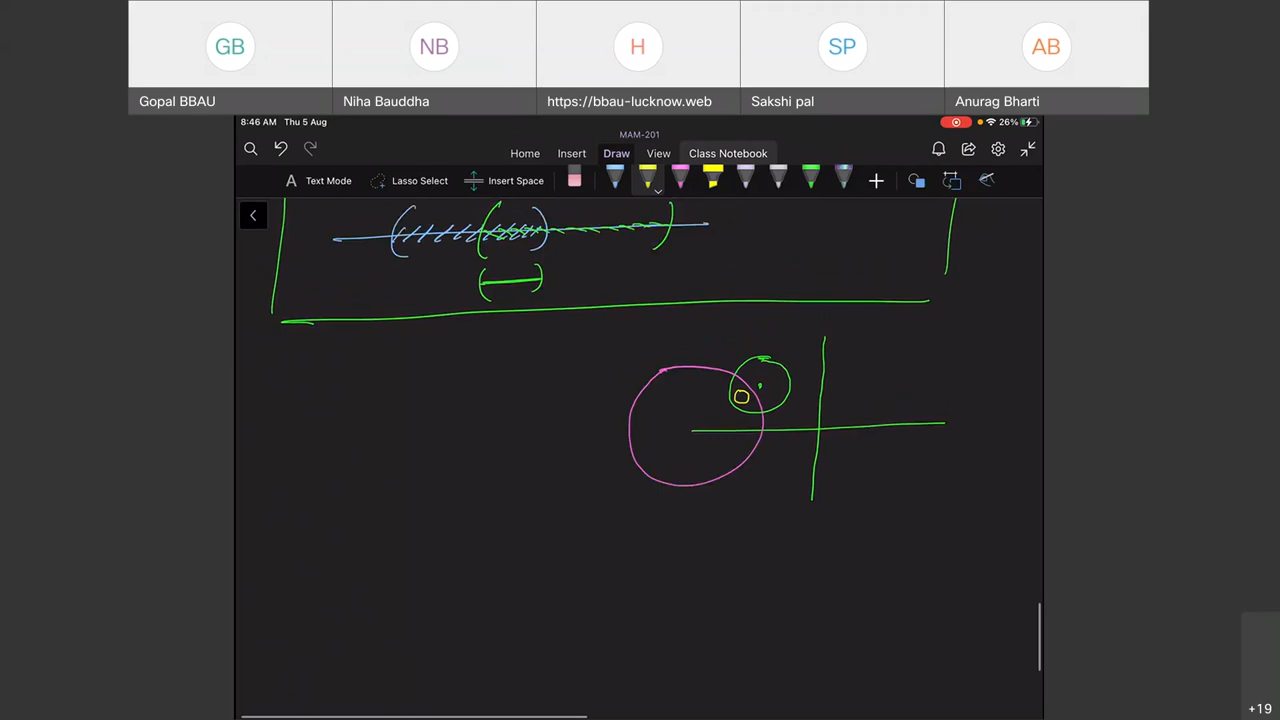 GB
NB
H
SP
AB
Gopal BBAU
Niha Bauddha
https://bbau-lucknow.web
Sakshi pal
Anurag Bharti
8:46 AM Thu 5 Aug
26%
MAM-201
Home Insert Draw View Class Notebook
A Text Mode Lasso Select Insert Space
+19